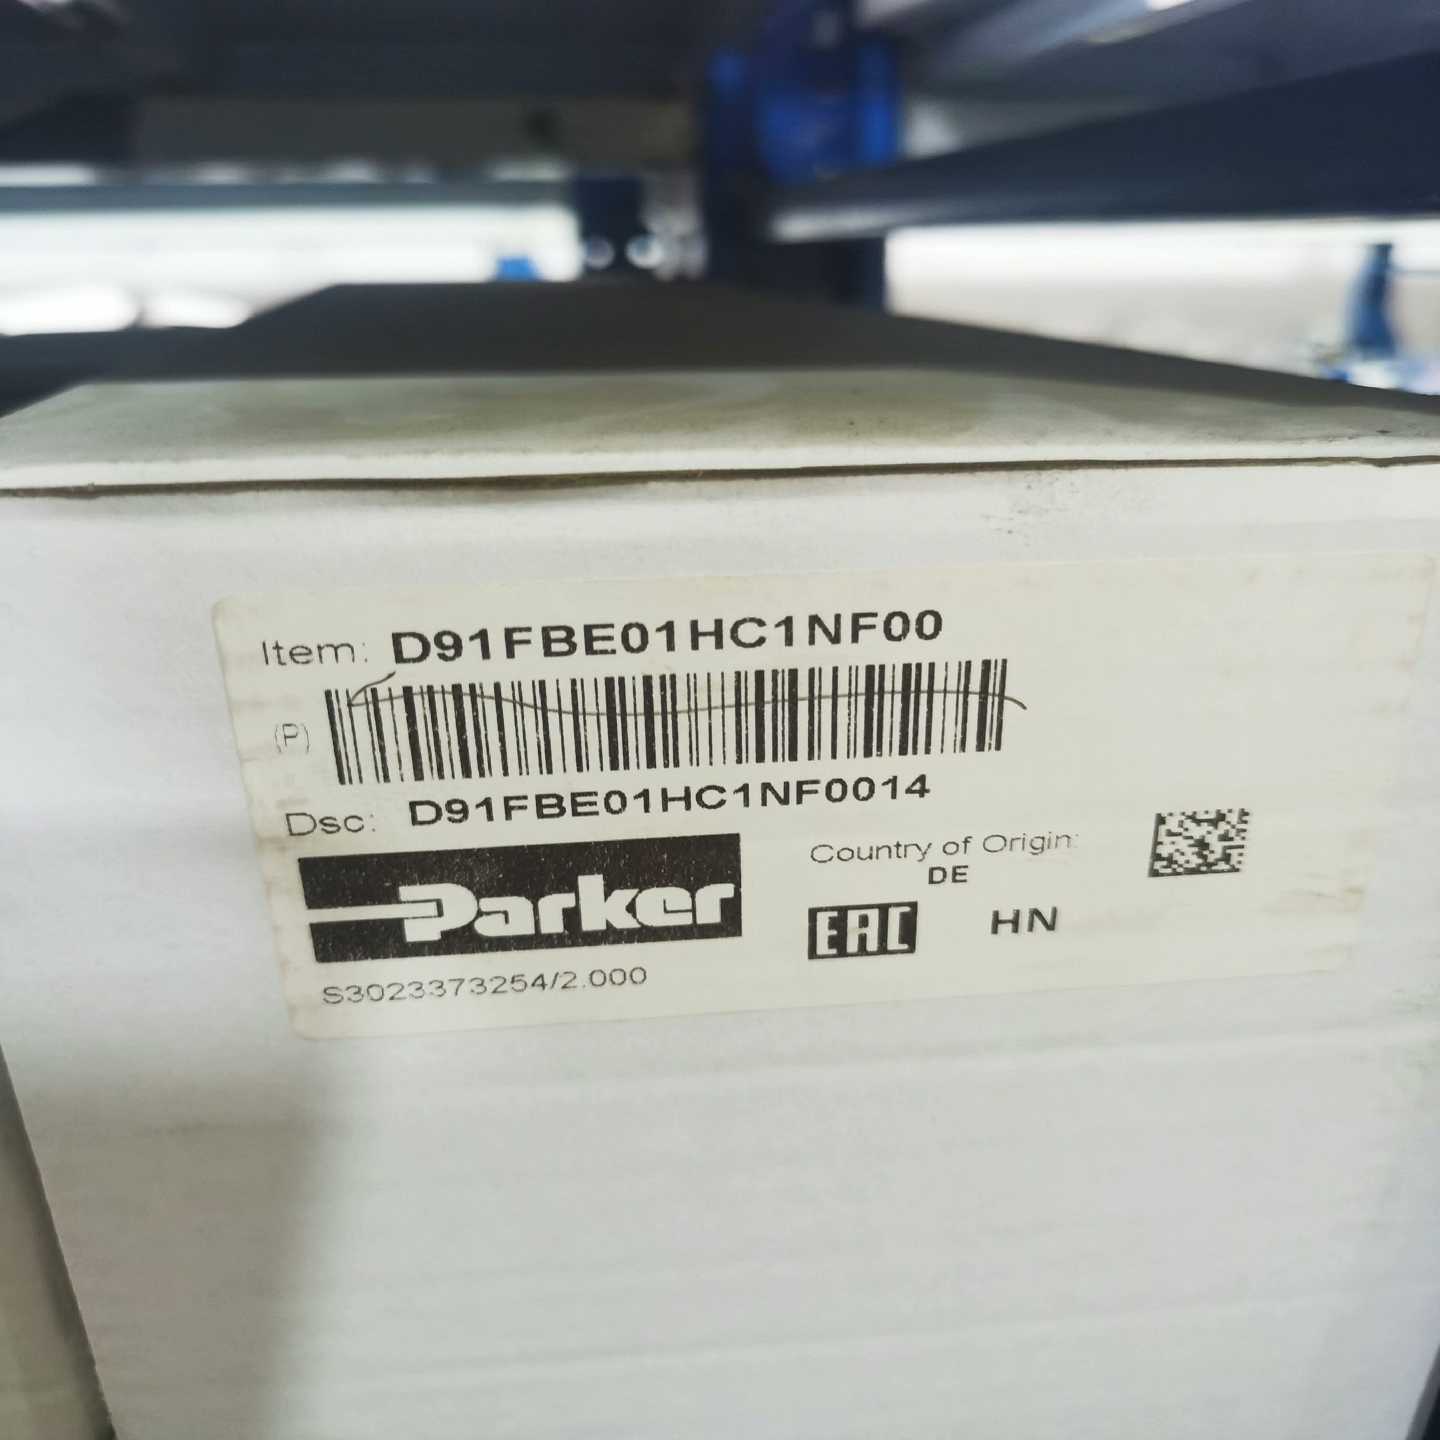 Item: D91FBE01HC1NF00
(P)
Dsc: D91FBE01HC1NF0014
Parker
Country of Origin:
DE
EAC HN
S3023373254/2.000